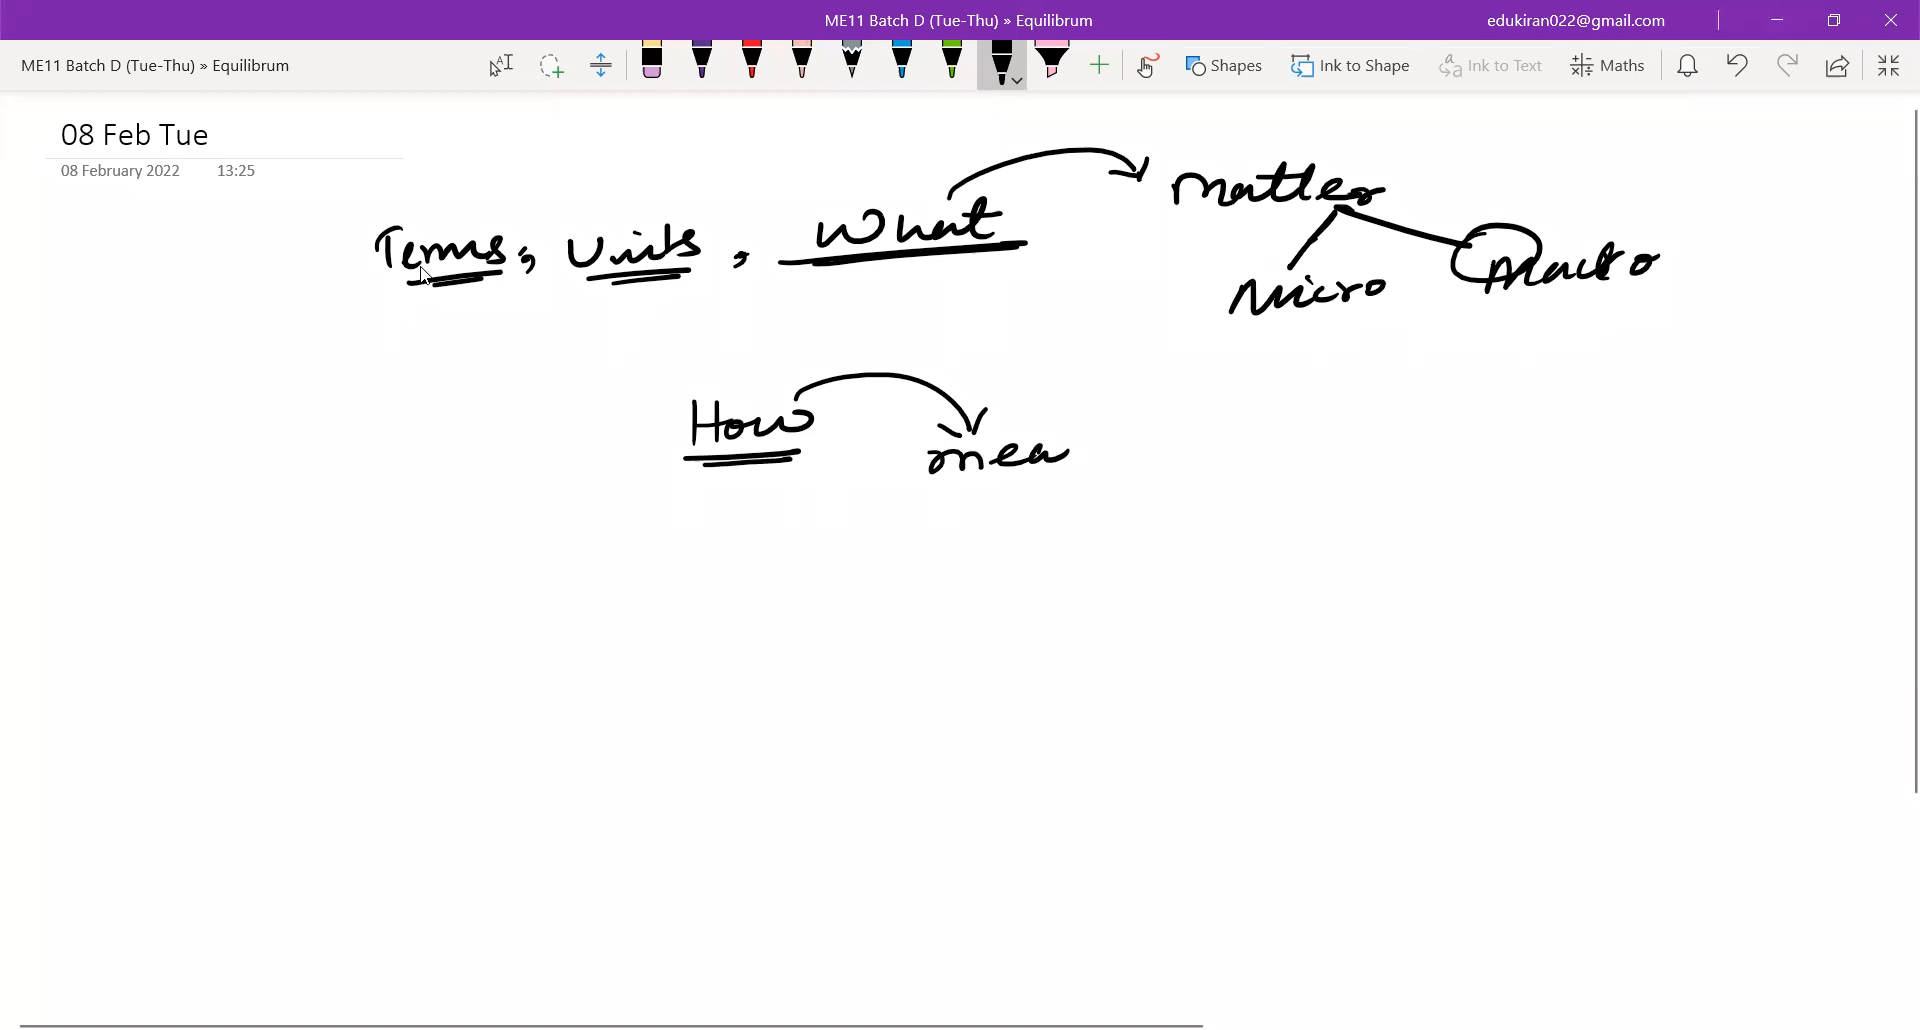 ME11 Batch D (Tue-Thu) » Equilibrum
edukiran022@gmail.com
ME11 Batch D (Tue-Thu) » Equilibrum
Shapes
Ink to Shape
Ink to Text
Maths
08 Feb Tue
08 February 2022 13:25
Terms, Units, What
Matter
Micro
Macro
How
mea